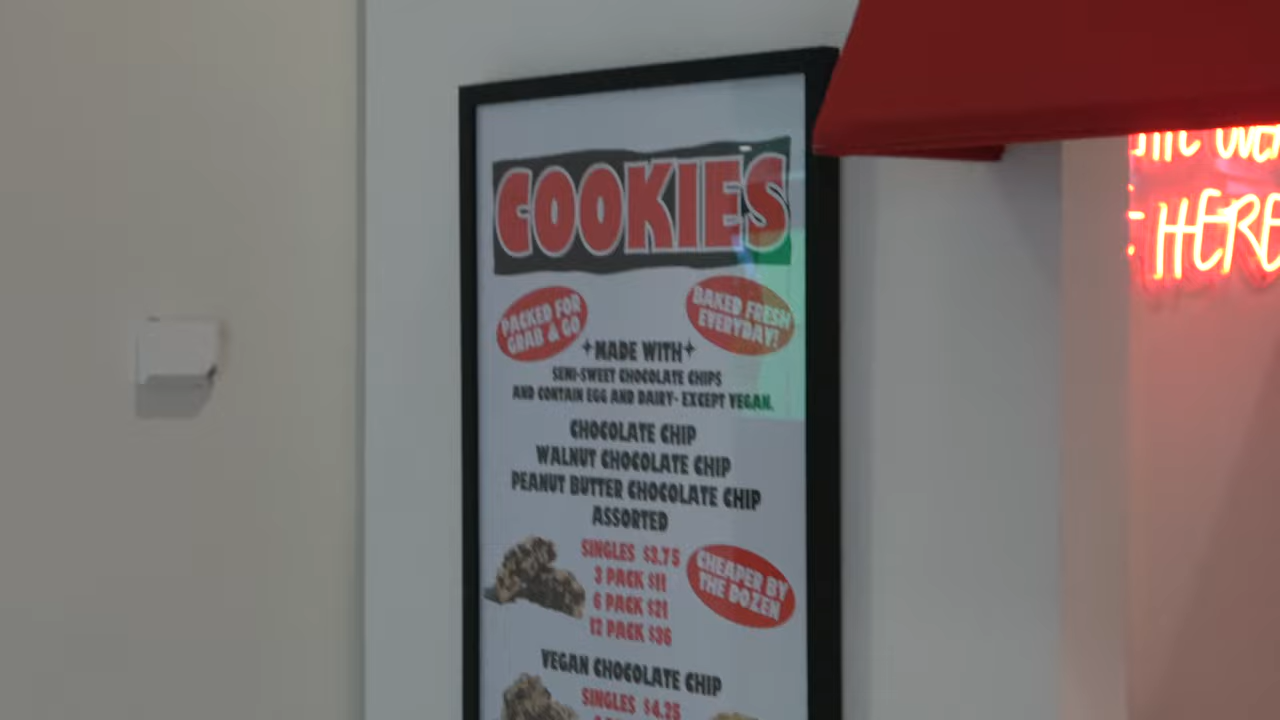 COOKIES
PACKED FOR
GRAB & GO
BAKED FRESH
EVERYDAY!
MADE WITH
SEMI-SWEET CHOCOLATE CHIPS
AND CONTAIN EGG AND DAIRY- EXCEPT VEGAN.
CHOCOLATE CHIP
WALNUT CHOCOLATE CHIP
PEANUT BUTTER CHOCOLATE CHIP
ASSORTED
SINGLES $3.75
3 PACK $11
6 PACK $21
12 PACK $36
CHEAPER BY
THE DOZEN
VEGAN CHOCOLATE CHIP
SINGLES $4.25
HERE